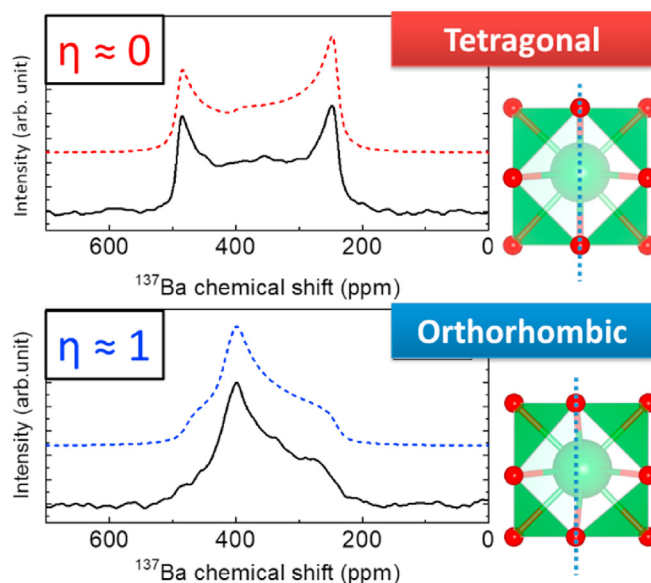 η ≈ 0
Tetragonal
Intensity (arb. unit)
600
400
200
0
¹³⁷Ba chemical shift (ppm)
η ≈ 1
Orthorhombic
Intensity (arb.unit)
600
400
200
0
¹³⁷Ba chemical shift (ppm)